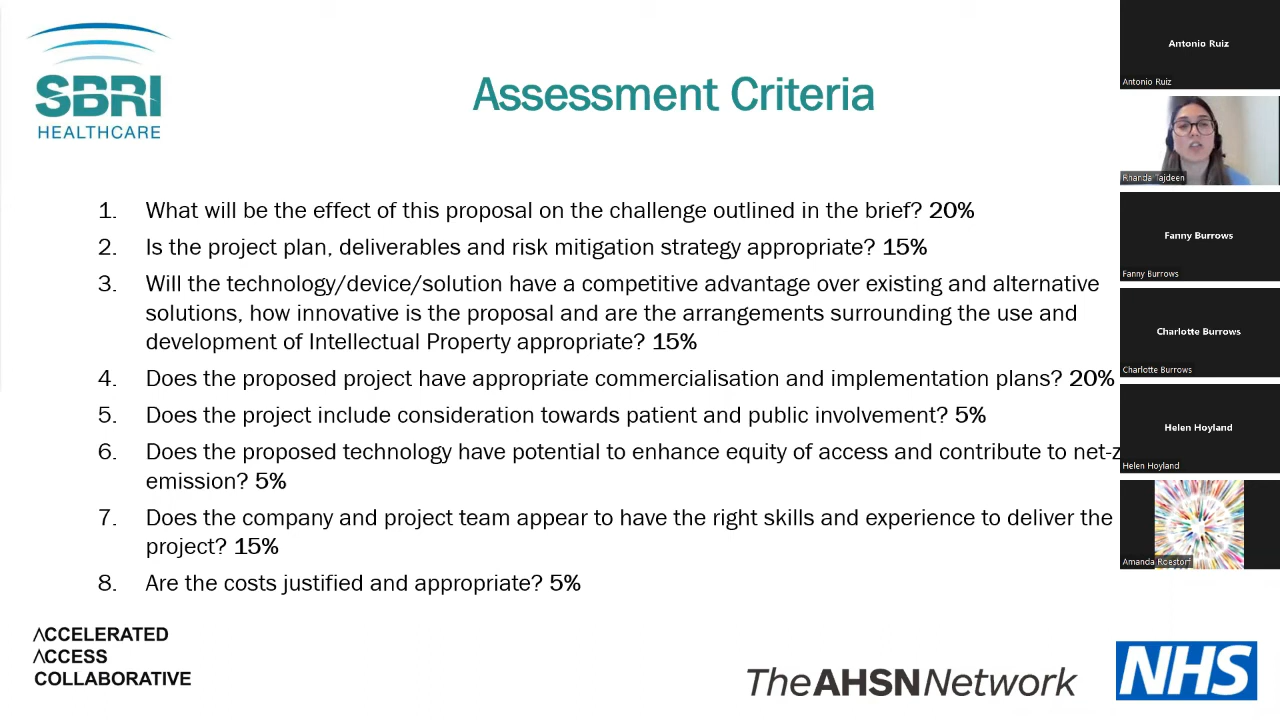 SBRI
HEALTHCARE
Assessment Criteria
1. What will be the effect of this proposal on the challenge outlined in the brief? 20%
2. Is the project plan, deliverables and risk mitigation strategy appropriate? 15%
3. Will the technology/device/solution have a competitive advantage over existing and alternative
solutions, how innovative is the proposal and are the arrangements surrounding the use and
development of Intellectual Property appropriate? 15%
4. Does the proposed project have appropriate commercialisation and implementation plans? 20%
5. Does the project include consideration towards patient and public involvement? 5%
6. Does the proposed technology have potential to enhance equity of access and contribute to net-z
emission? 5%
7. Does the company and project team appear to have the right skills and experience to deliver the
project? 15%
8. Are the costs justified and appropriate? 5%
ACCELERATED
ACCESS
COLLABORATIVE
TheAHSNNetwork
NHS
Antonio Ruiz
Antonio Ruiz
Rhanda Tajdeen
Fanny Burrows
Fanny Burrows
Charlotte Burrows
Charlotte Burrows
Helen Hoyland
Helen Hoyland
Amanda Roestorf